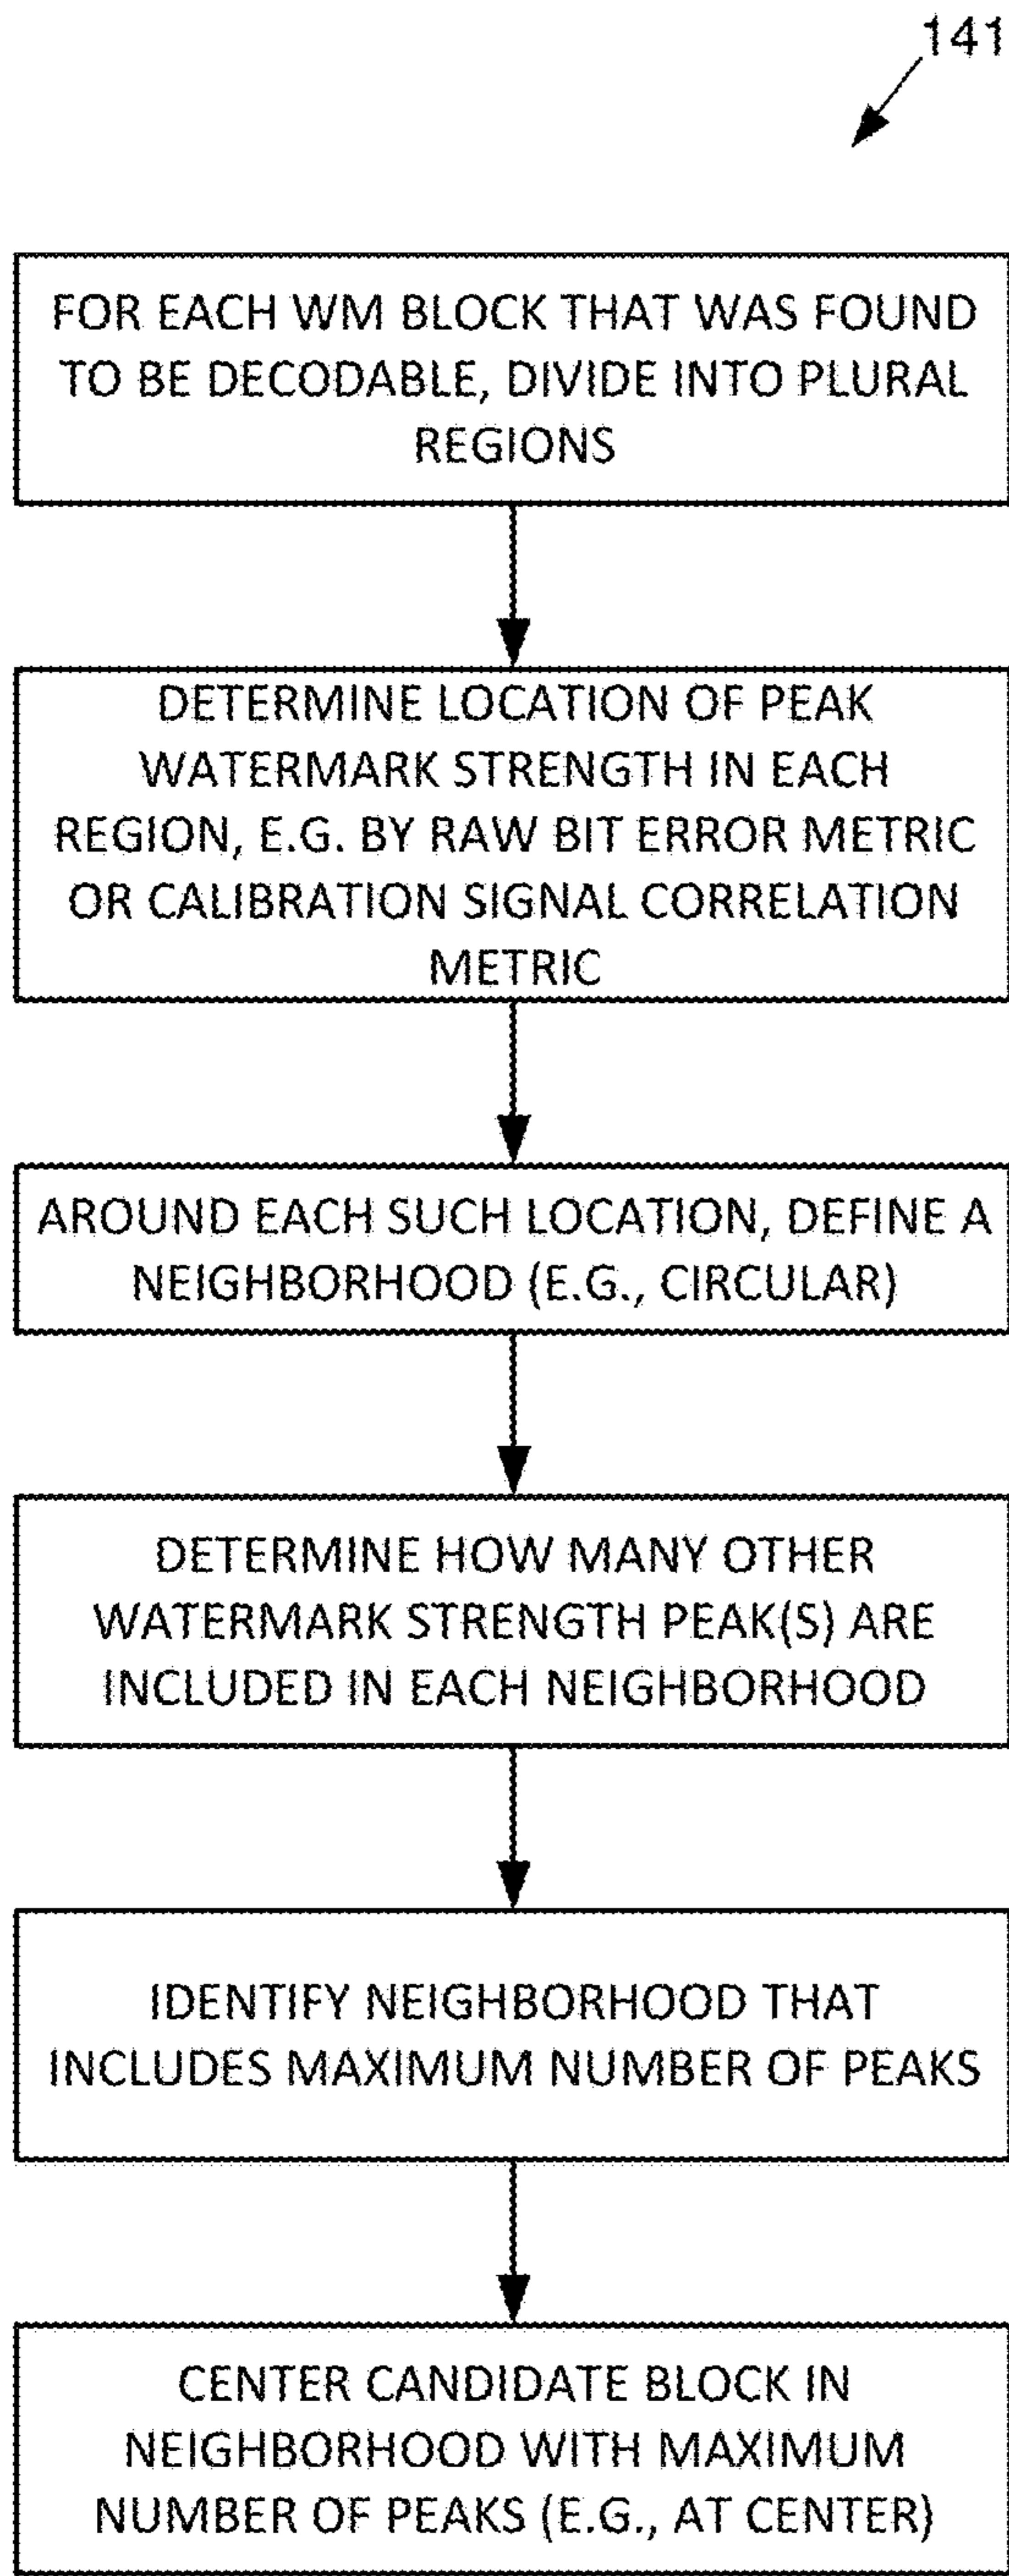 141
FOR EACH WM BLOCK THAT WAS FOUND
TO BE DECODABLE, DIVIDE INTO PLURAL
REGIONS
DETERMINE LOCATION OF PEAK
WATERMARK STRENGTH IN EACH
REGION, E.G. BY RAW BIT ERROR METRIC
OR CALIBRATION SIGNAL CORRELATION
METRIC
AROUND EACH SUCH LOCATION, DEFINE A
NEIGHBORHOOD (E.G., CIRCULAR)
DETERMINE HOW MANY OTHER
WATERMARK STRENGTH PEAK(S) ARE
INCLUDED IN EACH NEIGHBORHOOD
IDENTIFY NEIGHBORHOOD THAT
INCLUDES MAXIMUM NUMBER OF PEAKS
CENTER CANDIDATE BLOCK IN
NEIGHBORHOOD WITH MAXIMUM
NUMBER OF PEAKS (E.G., AT CENTER)